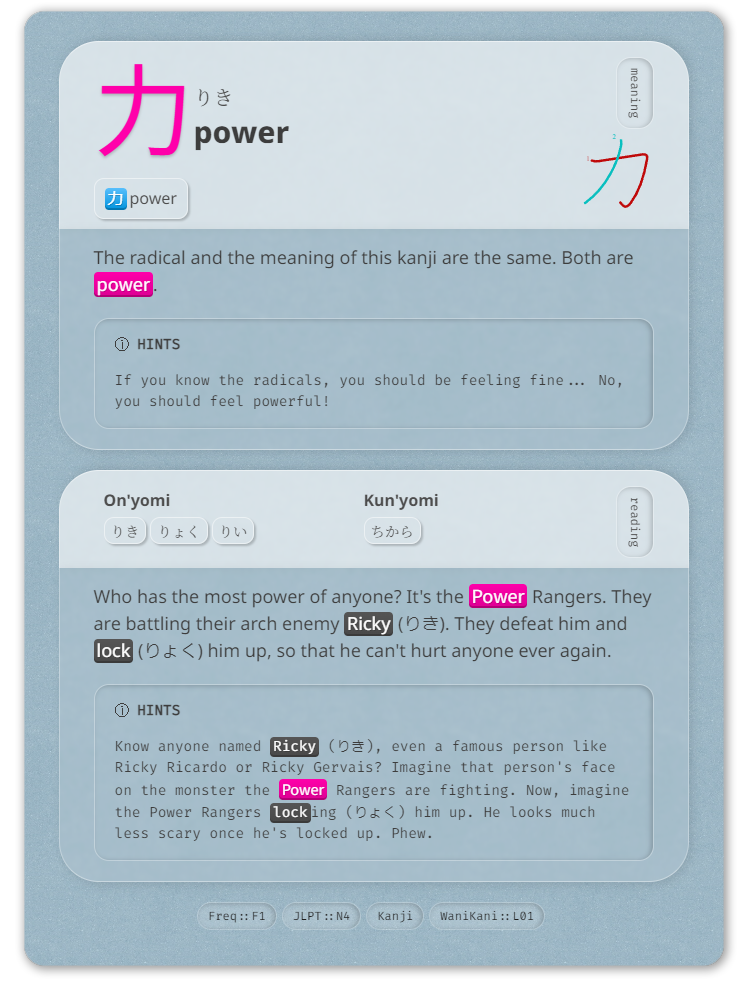 力
りき
power
meaning
1
2
力 power
The radical and the meaning of this kanji are the same. Both are
power.
ⓘ HINTS
If you know the radicals, you should be feeling fine... No,
you should feel powerful!
On'yomi
りき りょく りい
Kun'yomi
ちから
reading
Who has the most power of anyone? It's the Power Rangers. They
are battling their arch enemy Ricky (りき). They defeat him and
lock (りょく) him up, so that he can't hurt anyone ever again.
ⓘ HINTS
Know anyone named Ricky (りき), even a famous person like
Ricky Ricardo or Ricky Gervais? Imagine that person's face
on the monster the Power Rangers are fighting. Now, imagine
the Power Rangers locking (りょく) him up. He looks much
less scary once he's locked up. Phew.
Freq::F1 JLPT::N4 Kanji WaniKani::L01